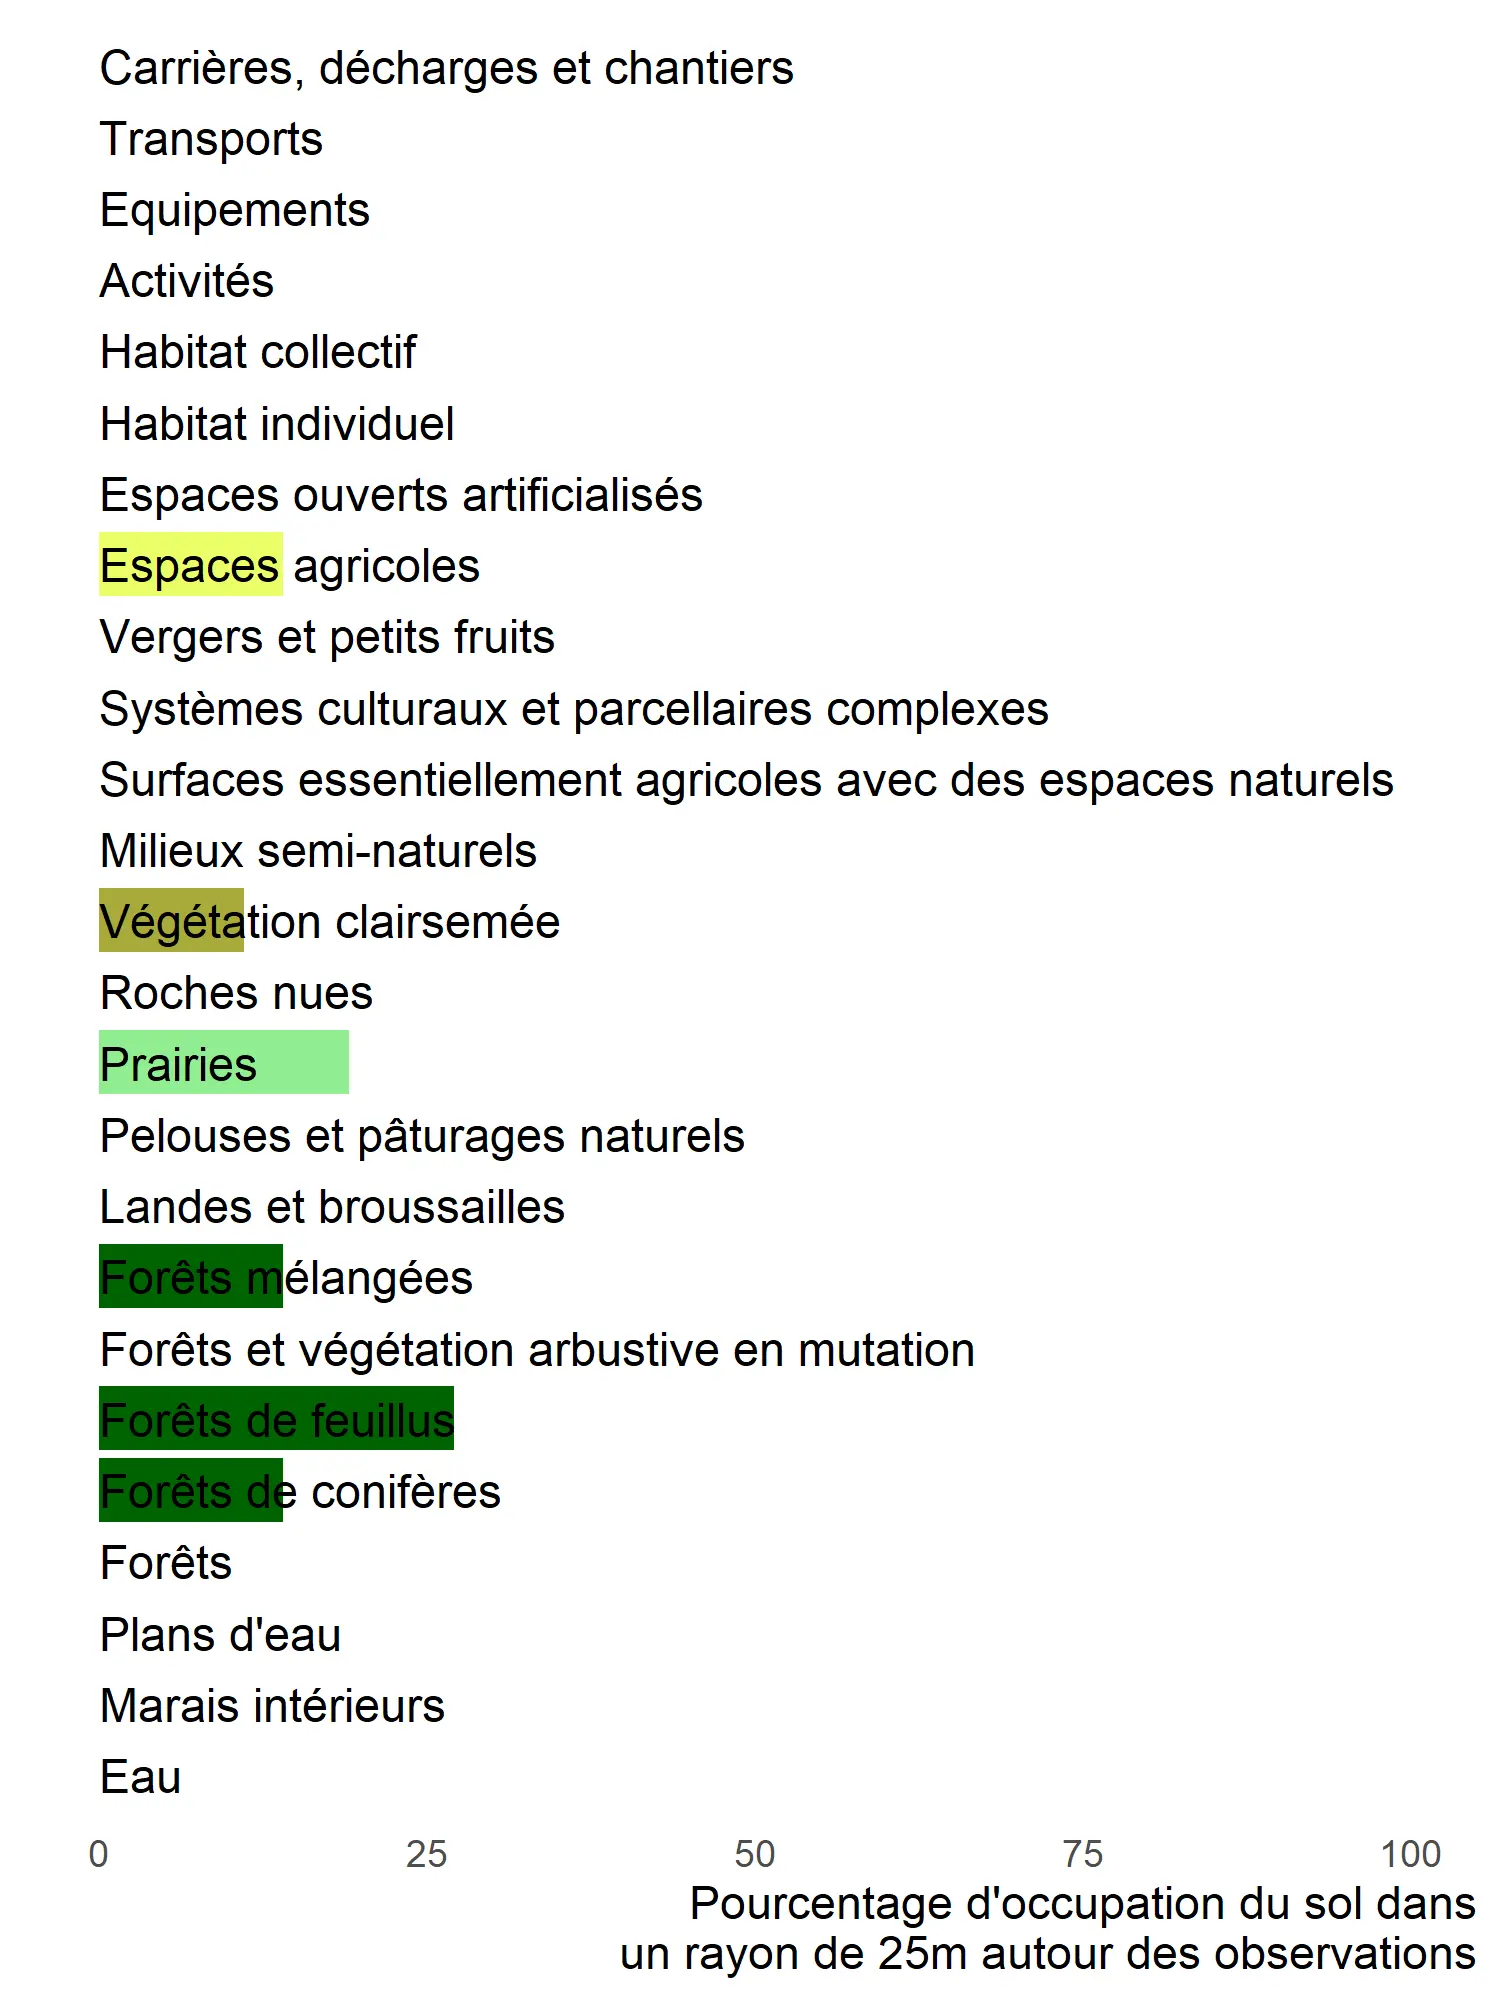 Carrières, décharges et chantiers
Transports
Equipements
Activités
Habitat collectif
Habitat individuel
Espaces ouverts artificialisés
Espaces agricoles
Vergers et petits fruits
Systèmes culturaux et parcellaires complexes
Surfaces essentiellement agricoles avec des espaces naturels
Milieux semi-naturels
Végétation clairsemée
Roches nues
Prairies
Pelouses et pâturages naturels
Landes et broussailles
Forêts mélangées
Forêts et végétation arbustive en mutation
Forêts de feuillus
Forêts de conifères
Forêts
Plans d'eau
Marais intérieurs
Eau
0 25 50 75 100
Pourcentage d'occupation du sol dans
un rayon de 25m autour des observations